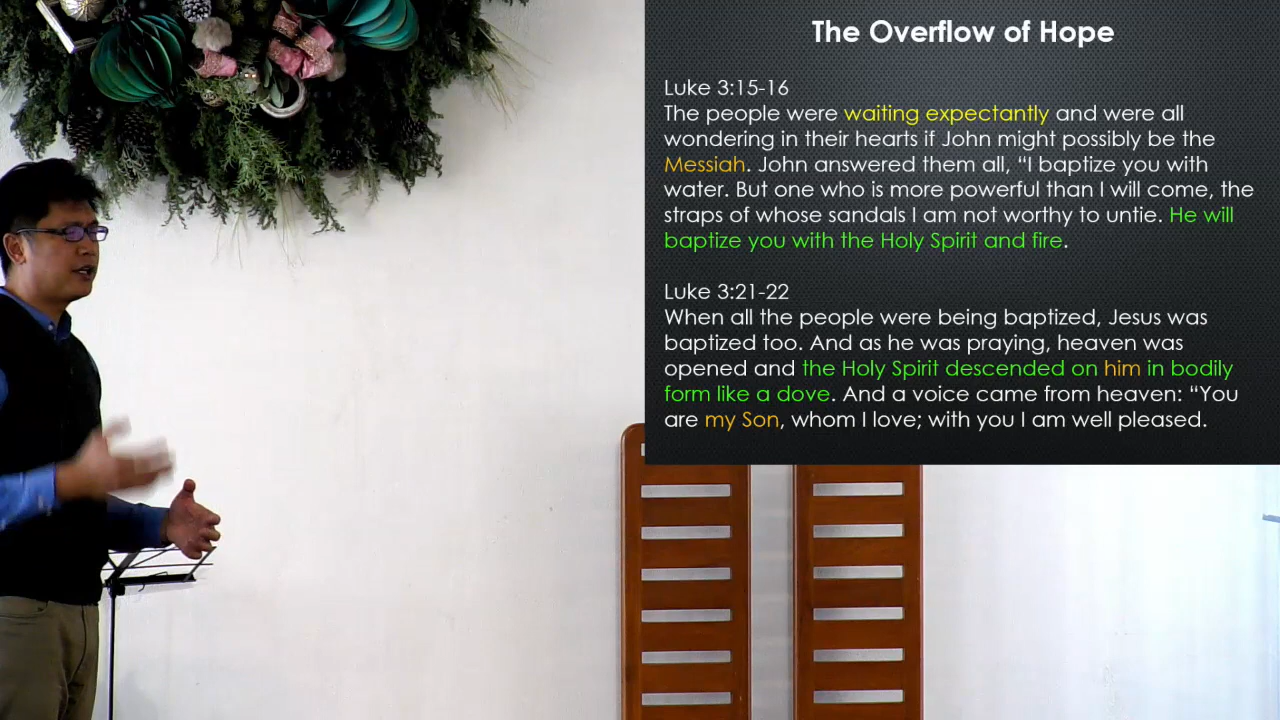 The Overflow of Hope
Luke 3:15-16
The people were waiting expectantly and were all
wondering in their hearts if John might possibly be the
Messiah. John answered them all, “I baptize you with
water. But one who is more powerful than I will come, the
straps of whose sandals I am not worthy to untie. He will
baptize you with the Holy Spirit and fire.
Luke 3:21-22
When all the people were being baptized, Jesus was
baptized too. And as he was praying, heaven was
opened and the Holy Spirit descended on him in bodily
form like a dove. And a voice came from heaven: “You
are my Son, whom I love; with you I am well pleased.